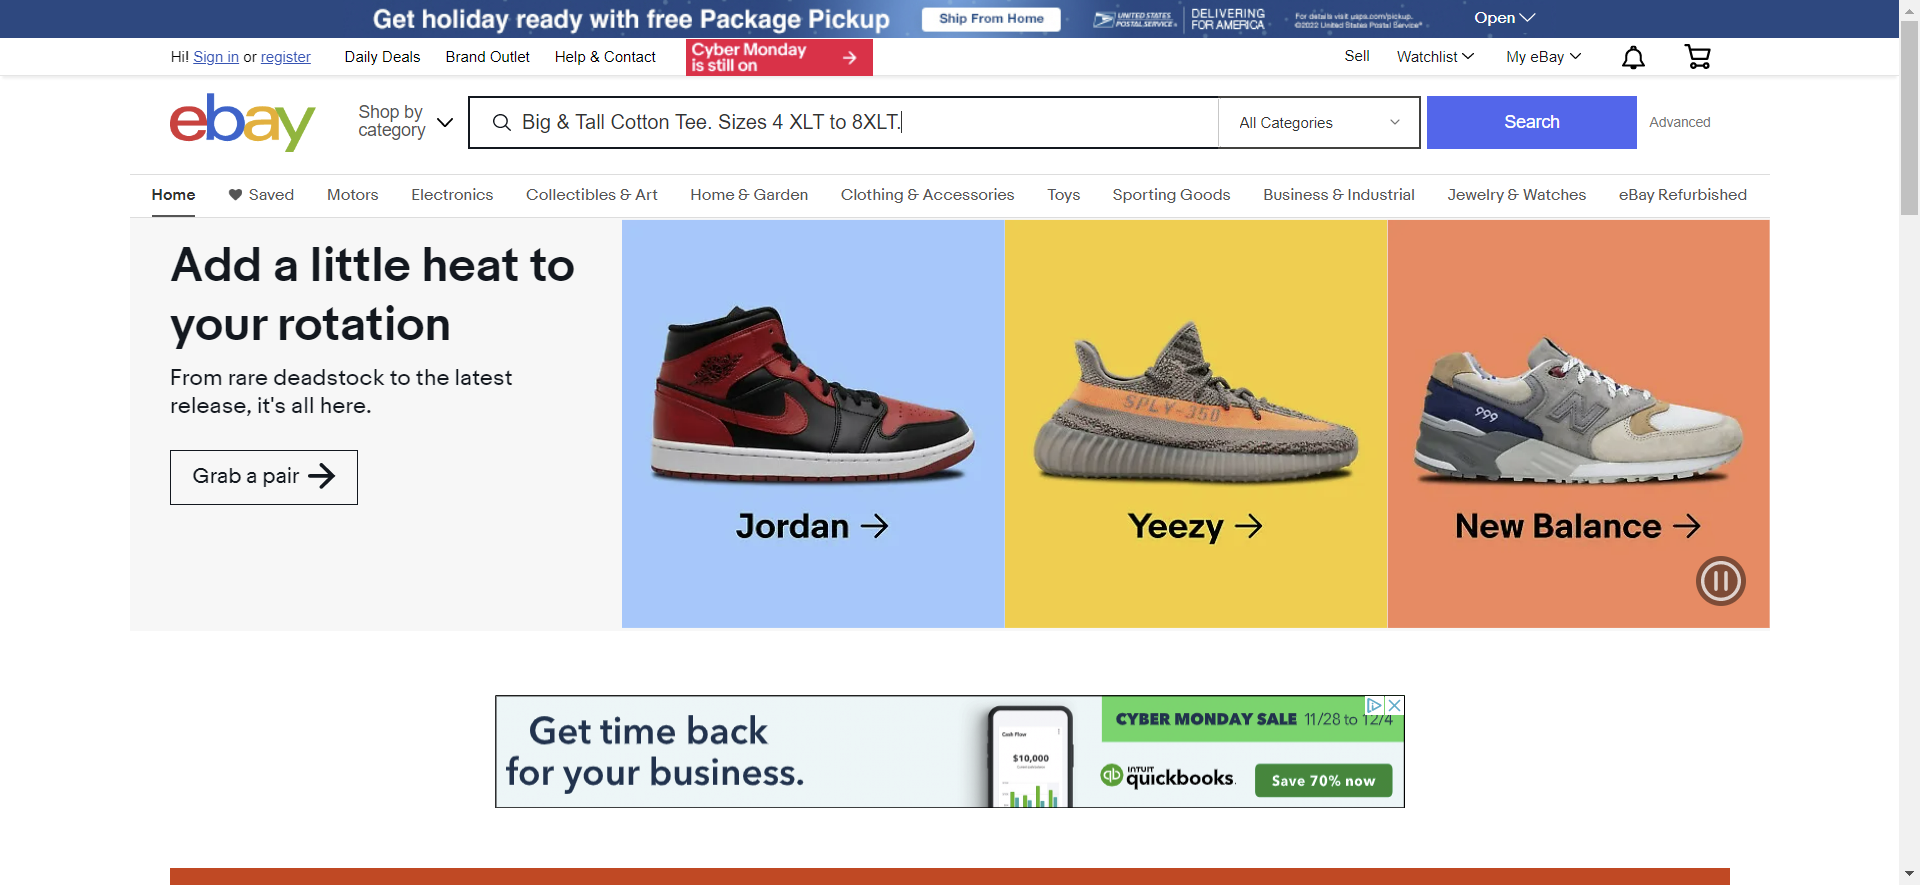 Get holiday ready with free Package Pickup
Ship From Home
UNITED STATES
POSTAL SERVICE
DELIVERING
FOR AMERICA
For details visit usps.com/pickup.
©2022 United States Postal Service®
Open
Hi! Sign in or register
Daily Deals
Brand Outlet
Help & Contact
Cyber Monday
is still on
Sell
Watchlist
My eBay
ebay
Shop by
category
Big & Tall Cotton Tee. Sizes 4 XLT to 8XLT.
All Categories
Search
Advanced
Home
Saved
Motors
Electronics
Collectibles & Art
Home & Garden
Clothing & Accessories
Toys
Sporting Goods
Business & Industrial
Jewelry & Watches
eBay Refurbished
Add a little heat to
your rotation
From rare deadstock to the latest
release, it's all here.
Grab a pair
SPLY-350
999
N
Jordan
Yeezy
New Balance
Get time back
for your business.
Cash Flow
$10,000
CYBER MONDAY SALE 11/28 to 12/4
qb
INTUIT
quickbooks.
Save 70% now